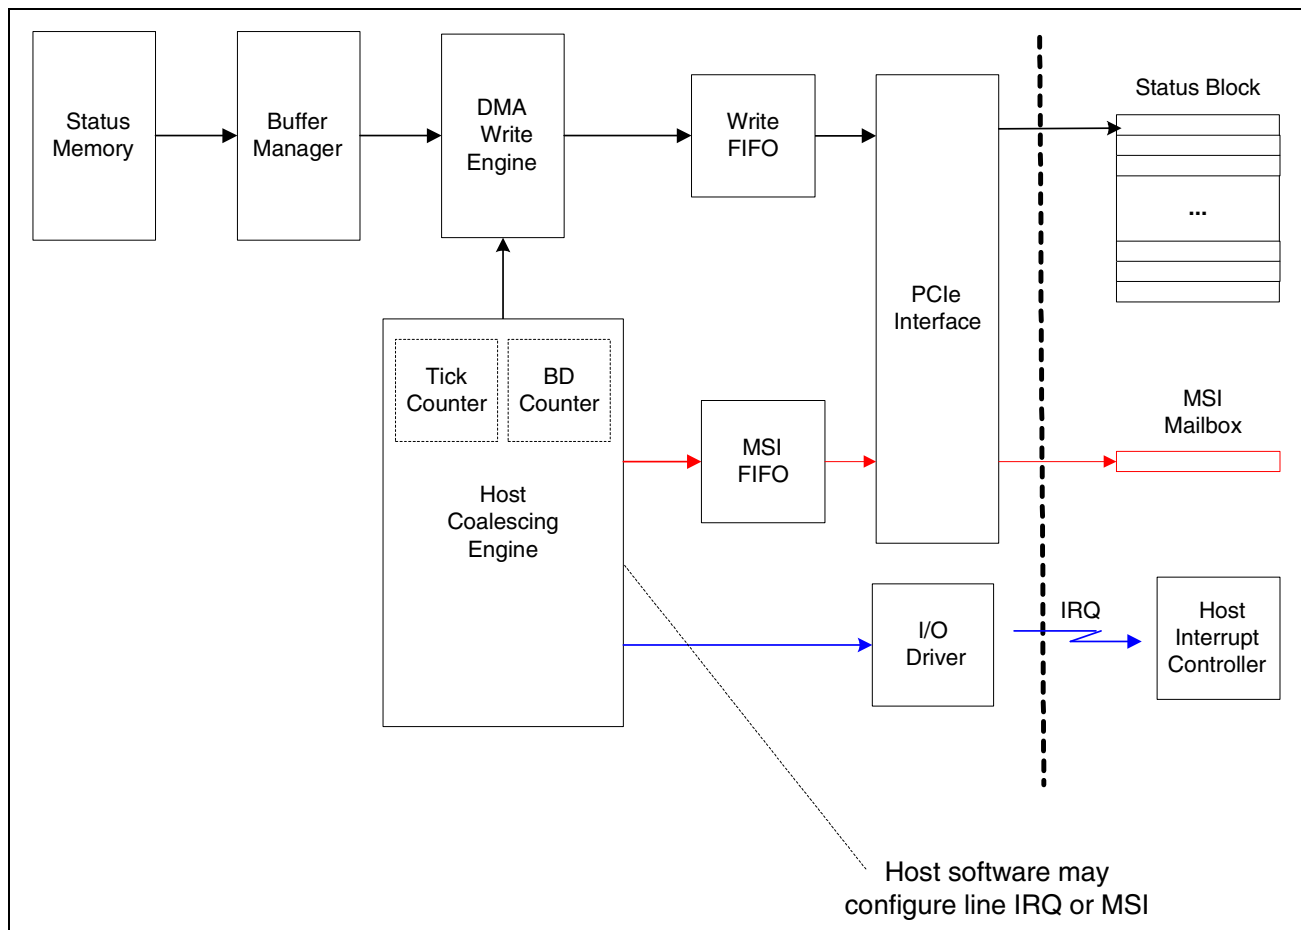 Status
Memory
Buffer
Manager
DMA
Write
Engine
Write
FIFO
PCIe
Interface
Status Block
...
Tick
Counter
BD
Counter
Host
Coalescing
Engine
MSI
FIFO
MSI
Mailbox
I/O
Driver
IRQ
Host
Interrupt
Controller
Host software may
configure line IRQ or MSI